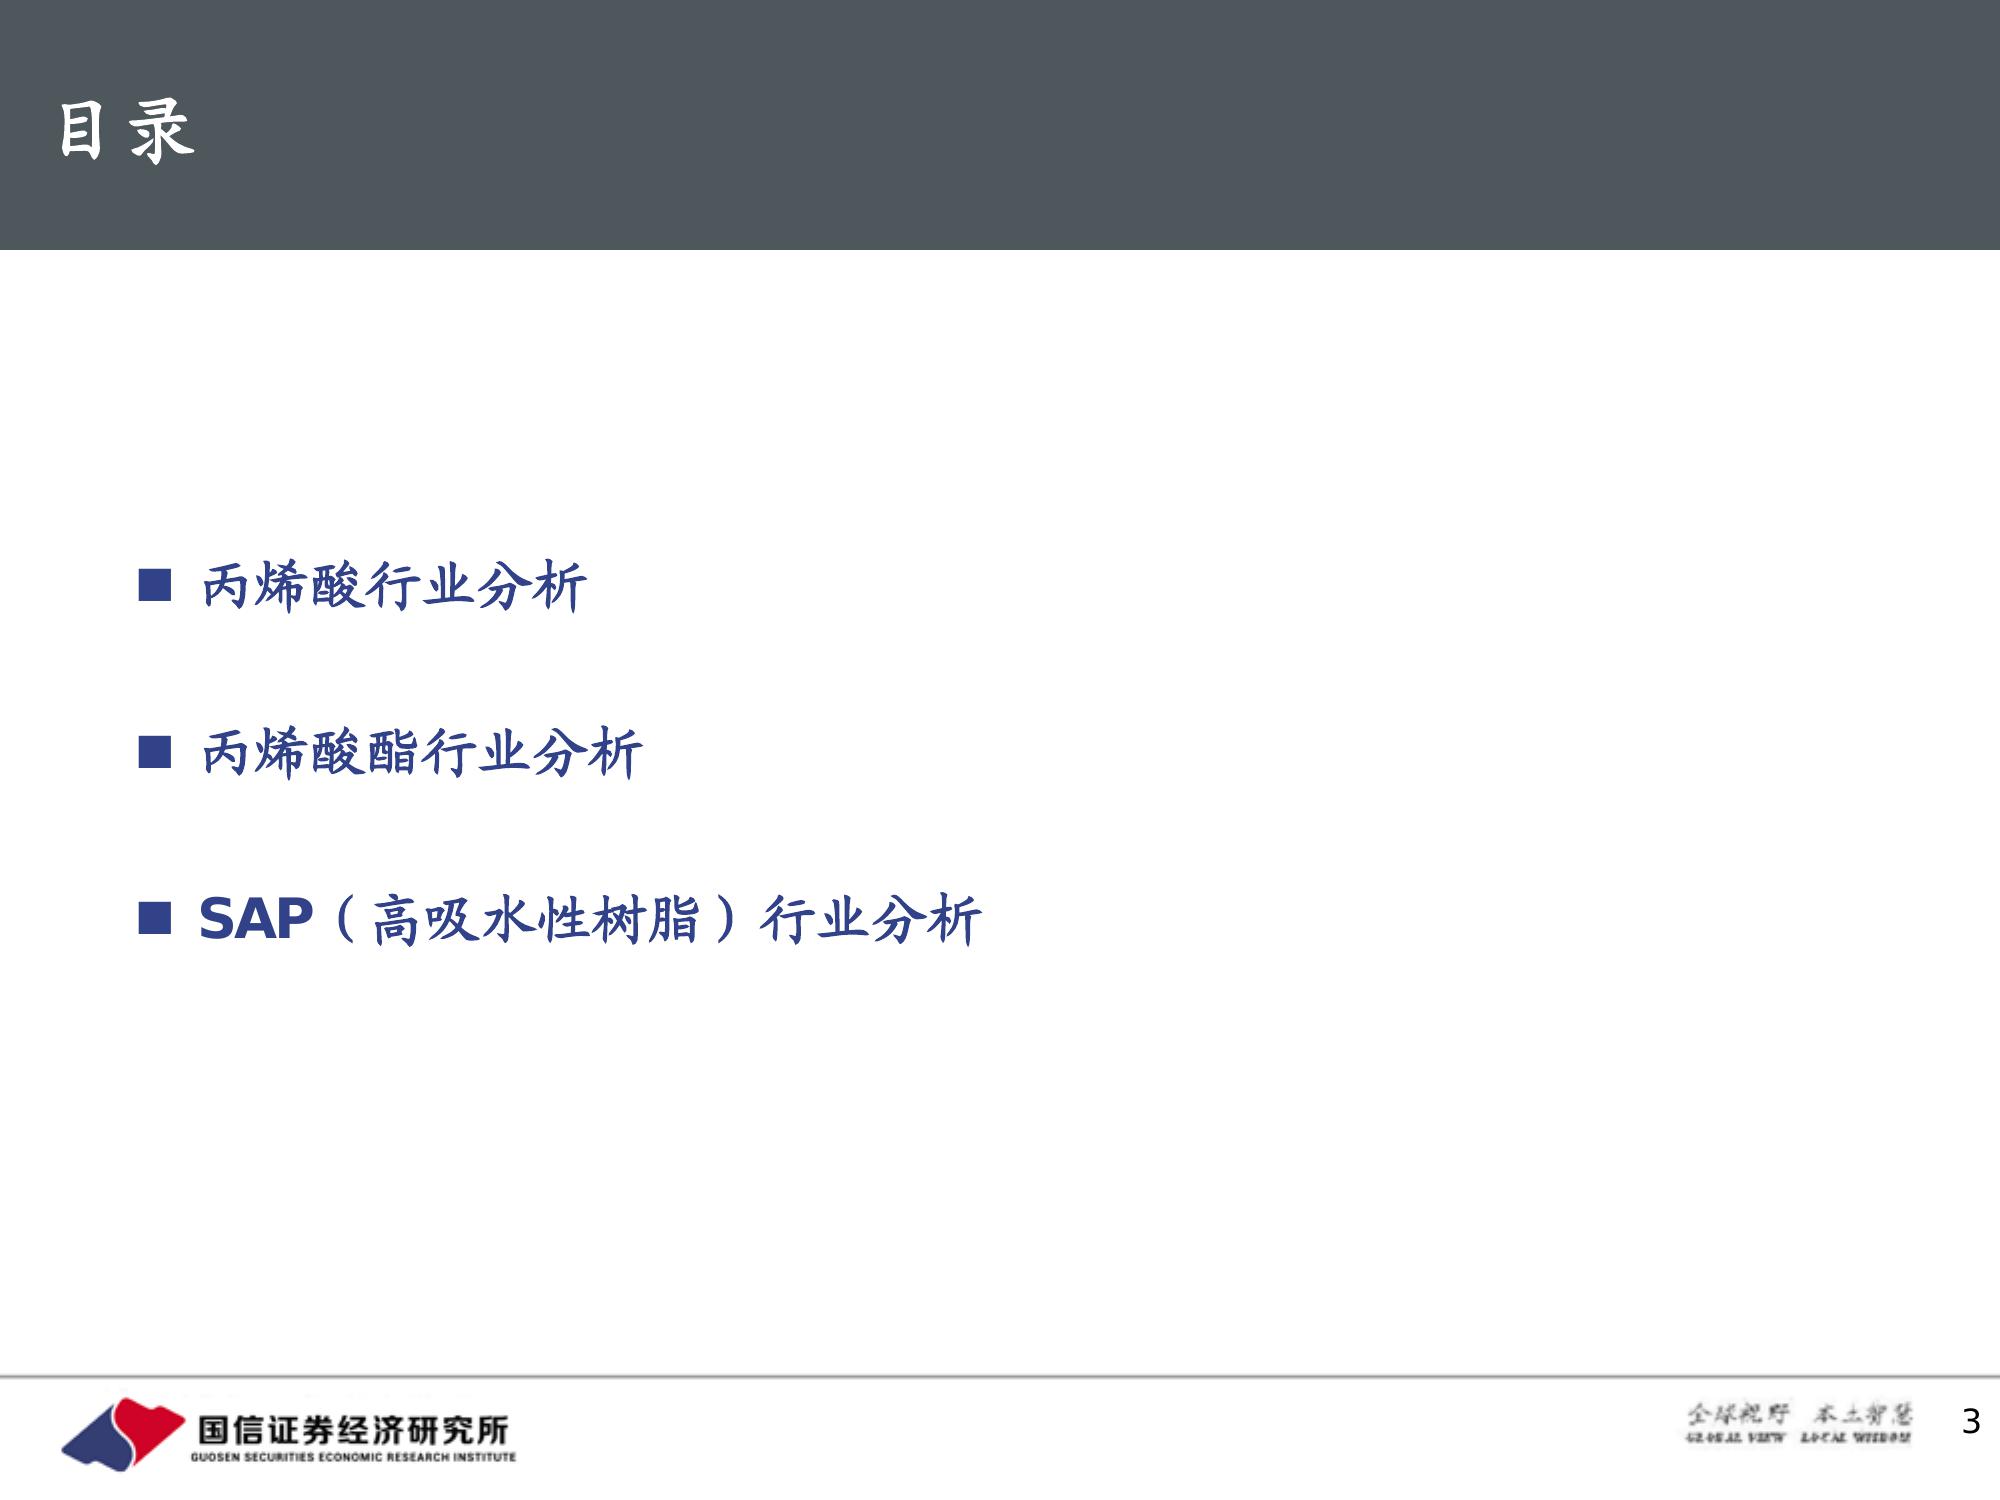 目录
丙烯酸行业分析
丙烯酸酯行业分析
SAP（高吸水性树脂）行业分析
国信证券经济研究所
GUOSEN SECURITIES ECONOMIC RESEARCH INSTITUTE
全球视野 本土智慧
GLOBAL VIEW LOCAL WISDOM
3